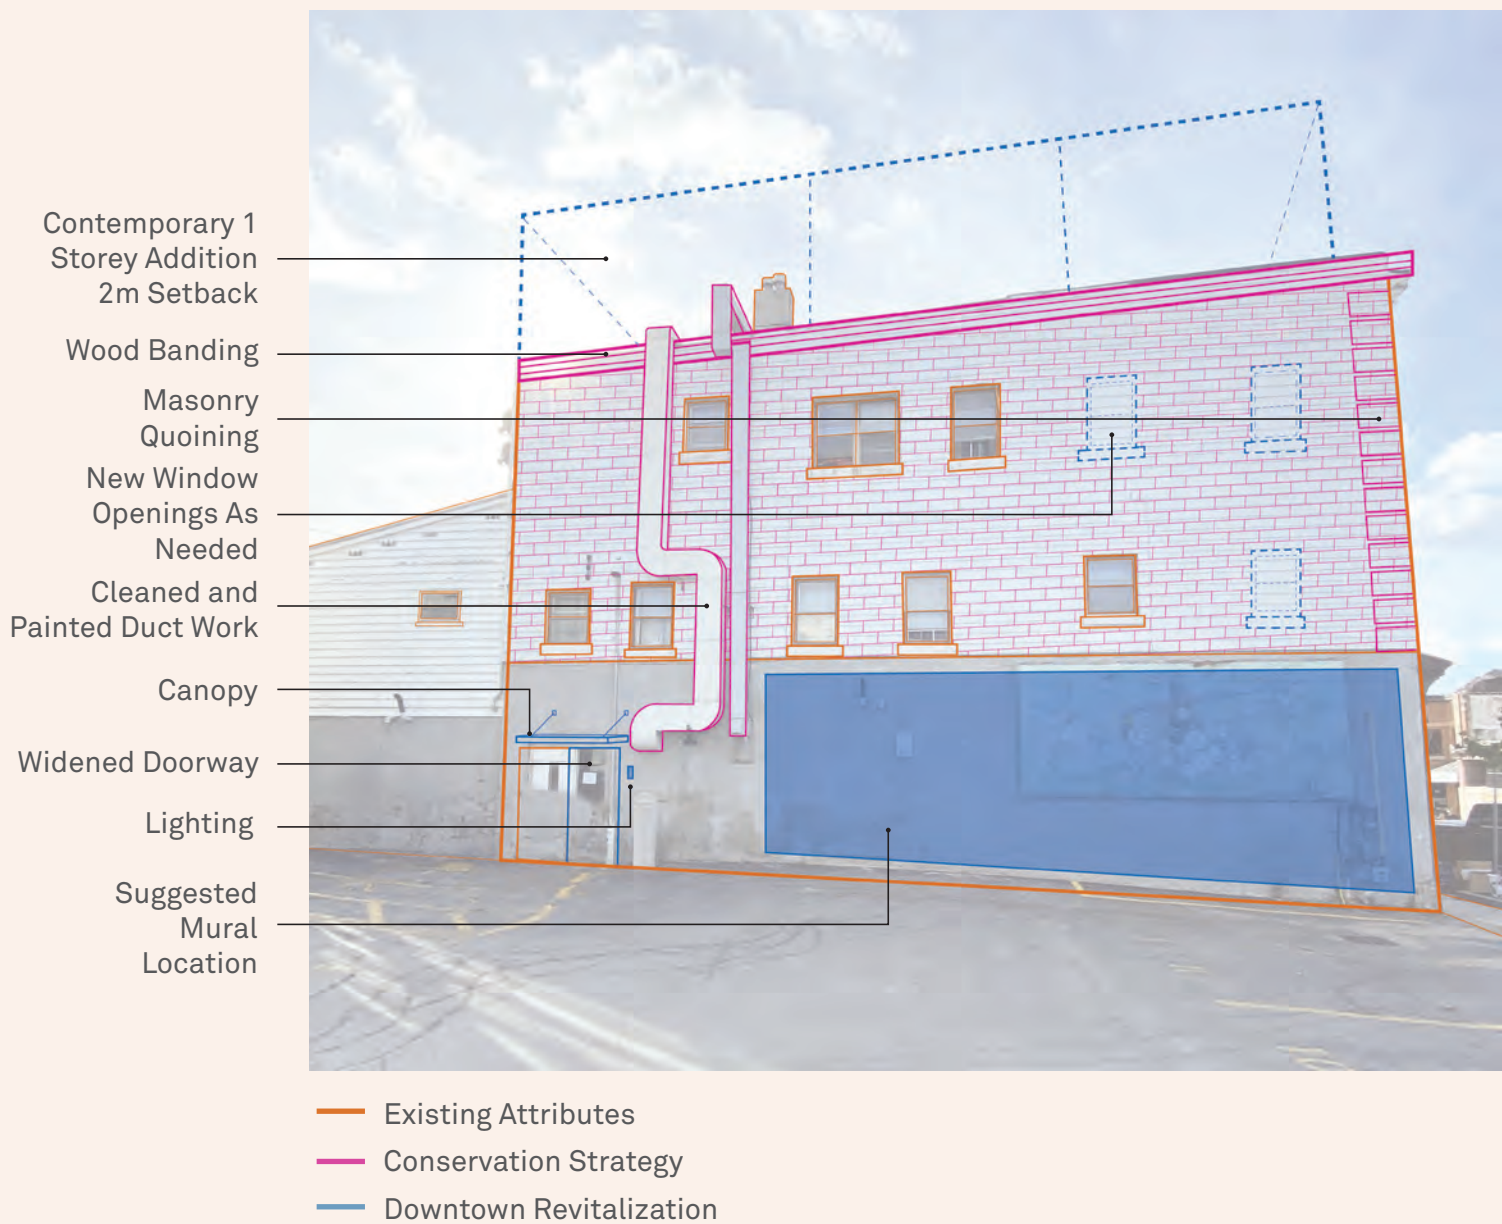 Contemporary 1
Storey Addition
2m Setback
Wood Banding
Masonry
Quoining
New Window
Openings As
Needed
Cleaned and
Painted Duct Work
Canopy
Widened Doorway
Lighting
Suggested
Mural
Location
Existing Attributes
Conservation Strategy
Downtown Revitalization